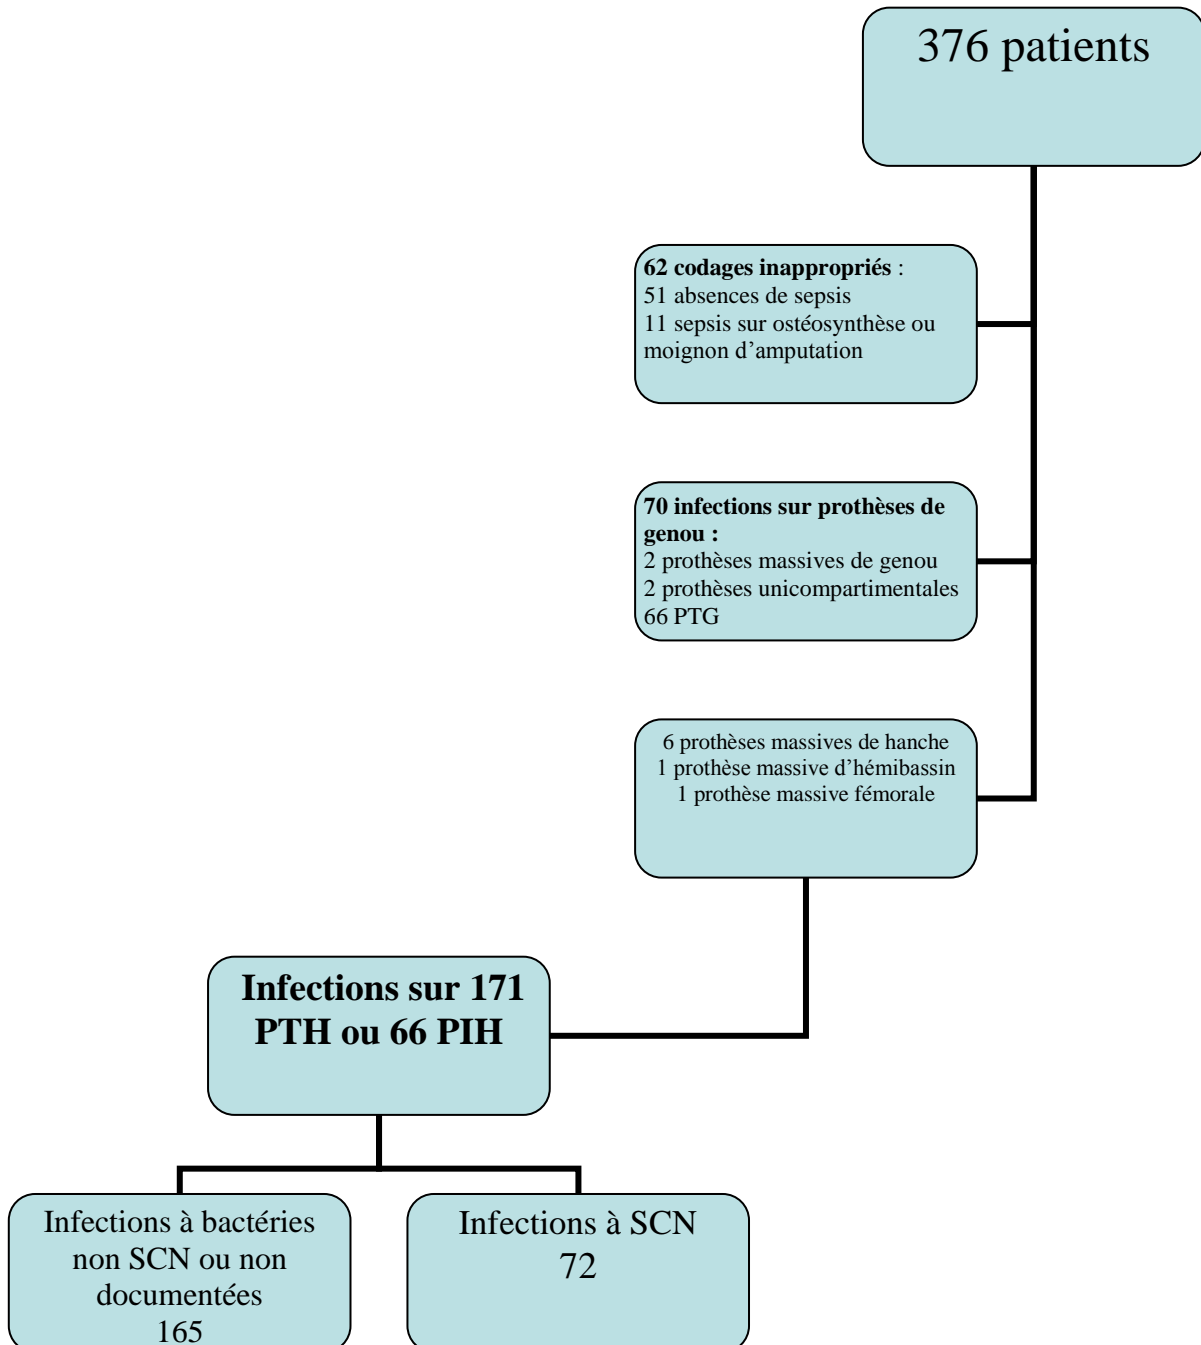 376 patients
62 codages inappropriés :
51 absences de sepsis
11 sepsis sur ostéosynthèse ou
moignon d’amputation
70 infections sur prothèses de
genou :
2 prothèses massives de genou
2 prothèses unicompartimentales
66 PTG
6 prothèses massives de hanche
1 prothèse massive d’hémibassin
1 prothèse massive fémorale
Infections sur 171
PTH ou 66 PIH
Infections à bactéries
non SCN ou non
documentées
165
Infections à SCN
72